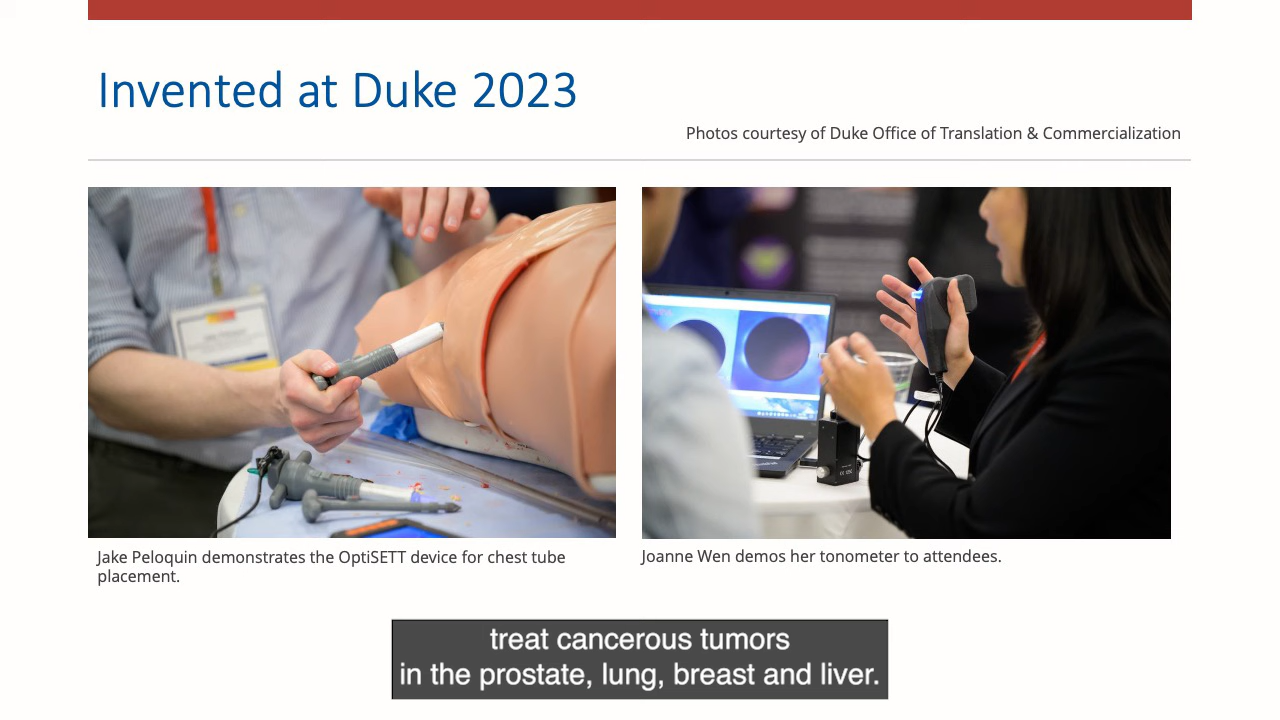 Invented at Duke 2023
Photos courtesy of Duke Office of Translation & Commercialization
Jake Peloquin demonstrates the OptiSETT device for chest tube
placement.
Joanne Wen demos her tonometer to attendees.
treat cancerous tumors
in the prostate, lung, breast and liver.